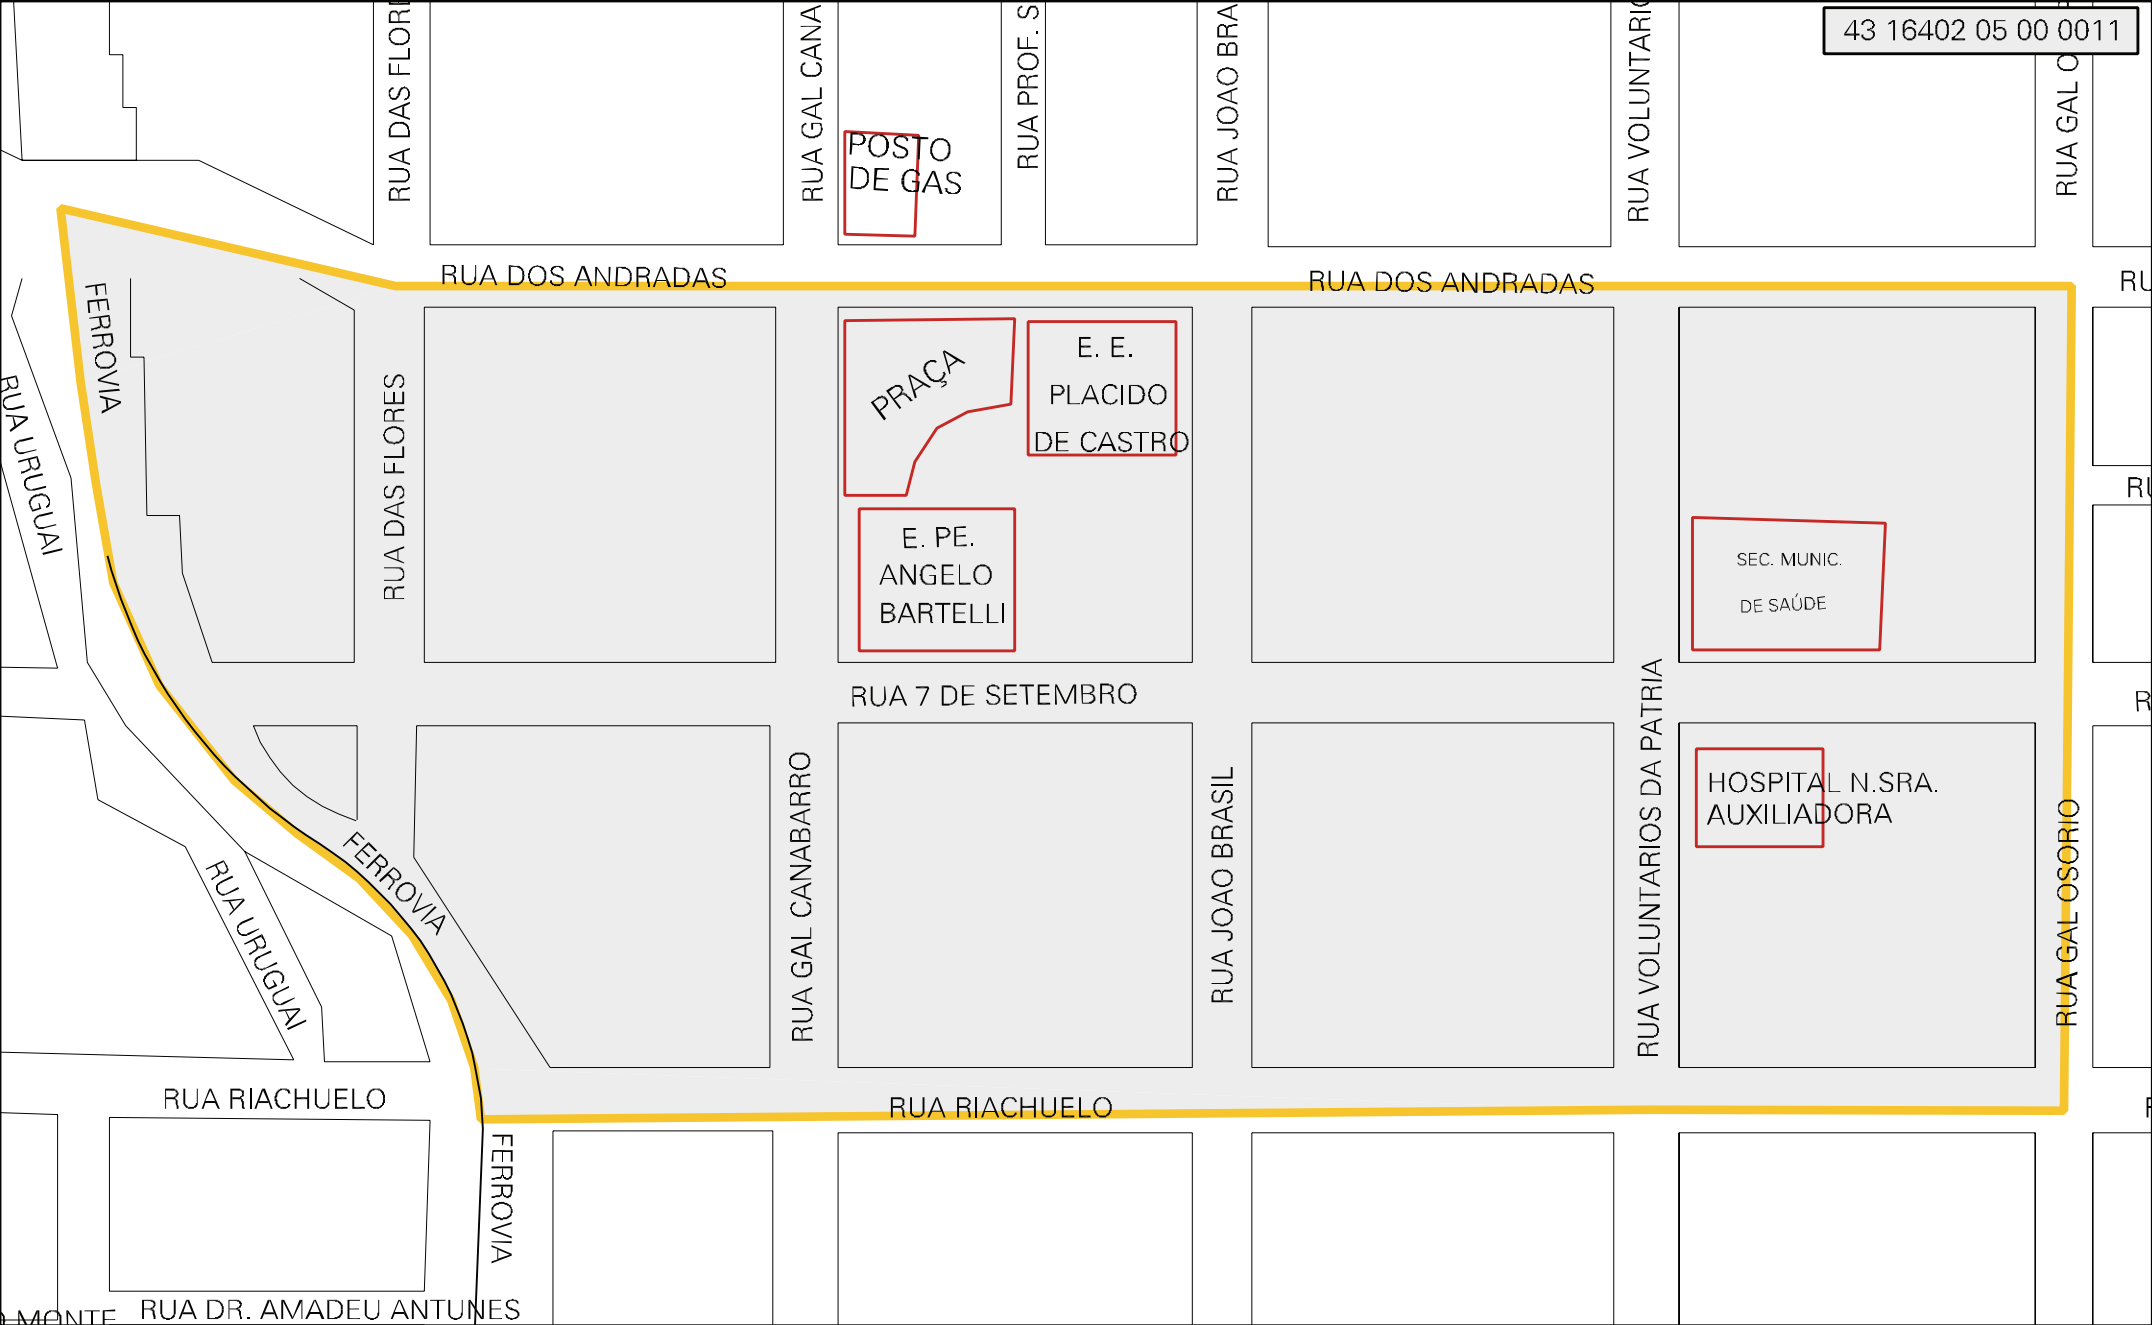 43 16402 05 00 0011
RUA DAS FLORE
RUA GAL CANA
RUA PROF. S
RUA JOAO BRA
RUA VOLUNTARIO
RUA GAL O
POSTO
DE GAS
RUA DOS ANDRADAS
RUA DOS ANDRADAS
RU
FERROVIA
RUA URUGUAI
RUA DAS FLORES
PRAÇA
E. E.
PLACIDO
DE CASTRO
RU
E. PE.
ANGELO
BARTELLI
SEC. MUNIC.
DE SAÚDE
RUA 7 DE SETEMBRO
R
FERROVIA
RUA URUGUAI
RUA GAL CANABARRO
RUA JOAO BRASIL
RUA VOLUNTARIOS DA PATRIA
HOSPITAL N.SRA.
AUXILIADORA
RUA GAL OSORIO
RUA RIACHUELO
RUA RIACHUELO
FERROVIA
MONTE
RUA DR. AMADEU ANTUNES